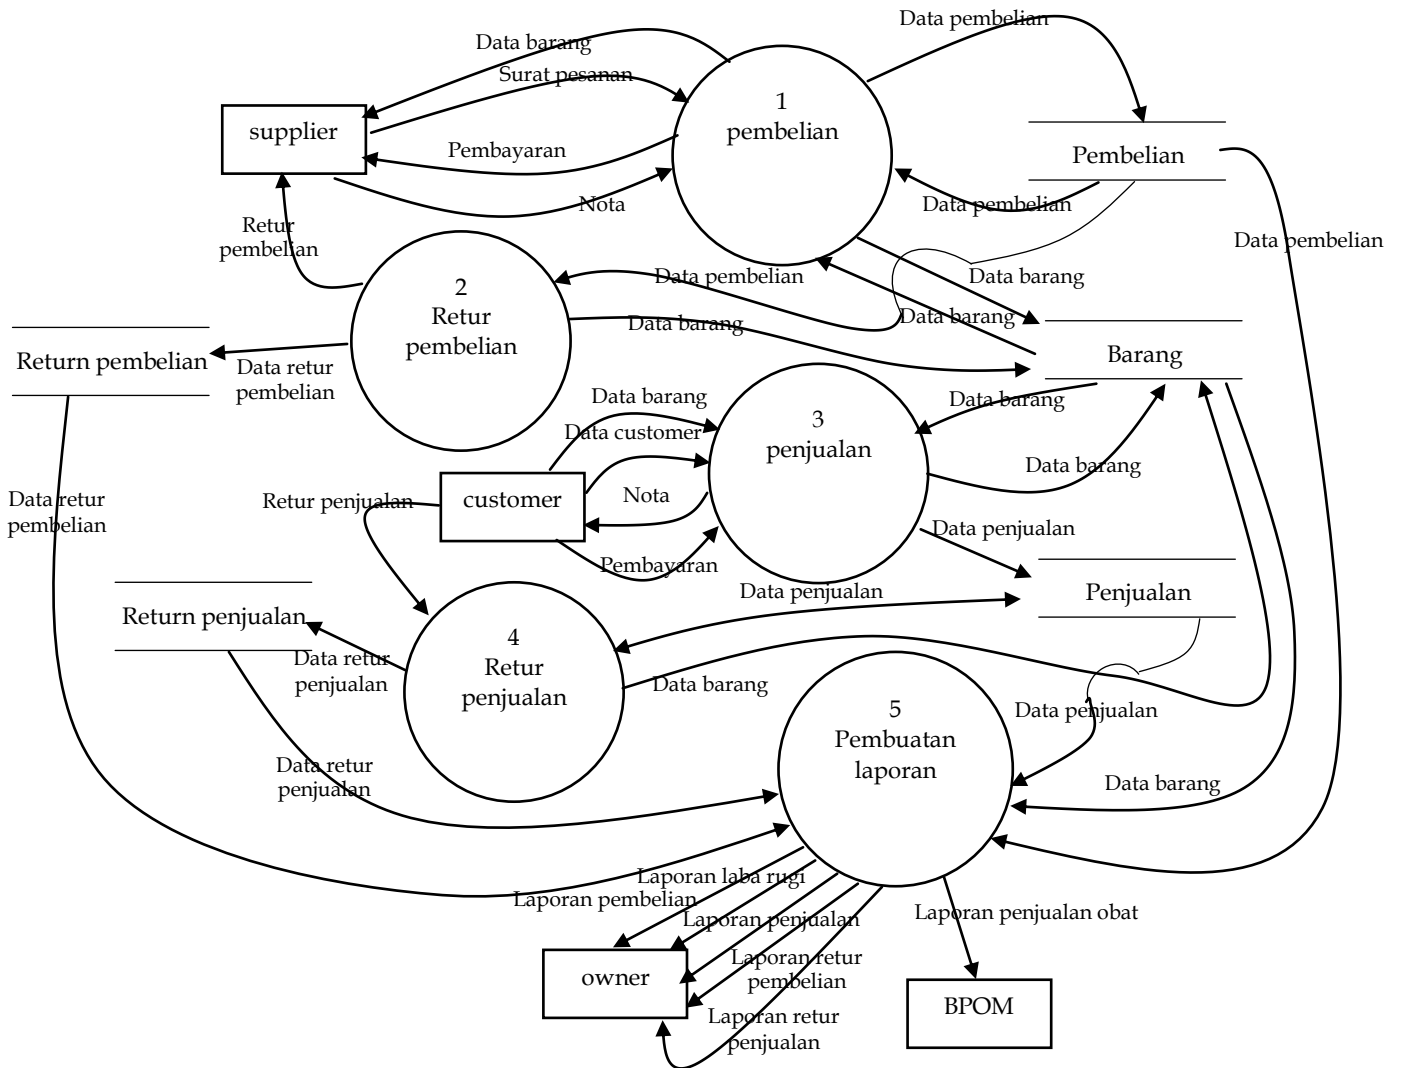 Data pembelian
Data barang
Surat pesanan
1
pembelian
supplier
Pembayaran
Pembelian
Nota
Data pembelian
Retur
pembelian
Data pembelian
Data pembelian
Data barang
2
Retur
pembelian
Data barang
Data barang
Return pembelian
Data retur
pembelian
Barang
Data barang
Data barang
Data customer
3
penjualan
Data barang
Retur penjualan
customer
Nota
Data retur
pembelian
Data penjualan
Pembayaran
Data penjualan
Penjualan
Return penjualan
4
Retur
penjualan
Data retur
penjualan
Data barang
5
Pembuatan
laporan
Data penjualan
Data retur
penjualan
Data barang
Laporan laba rugi
Laporan pembelian
Laporan penjualan
Laporan penjualan obat
Laporan retur
pembelian
owner
BPOM
Laporan retur
penjualan